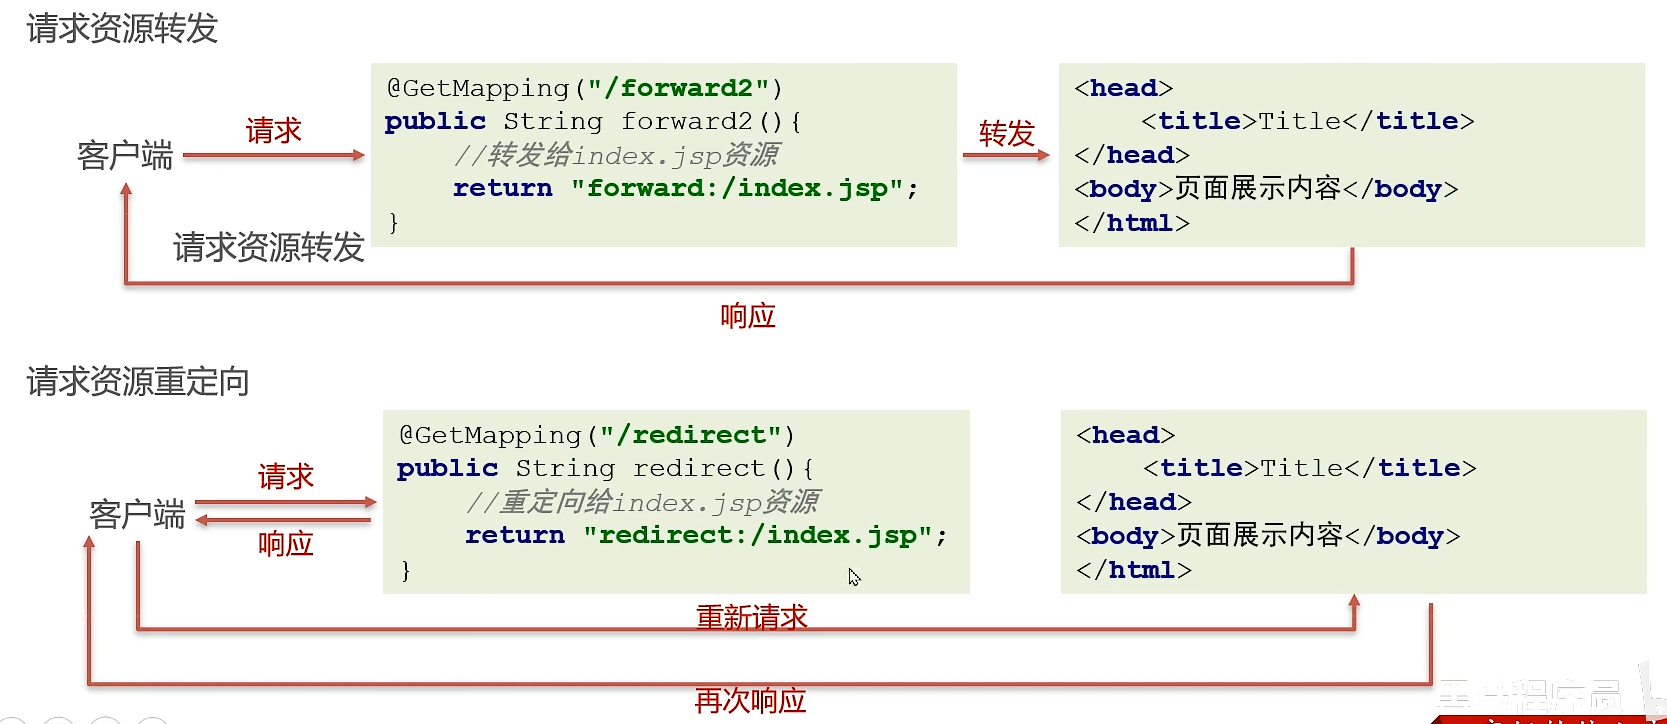 请求资源转发
客户端
请求
@GetMapping("/forward2")
public String forward2(){
//转发给index.jsp资源
return "forward:/index.jsp";
}
转发
<head>
<title>Title</title>
</head>
<body>页面展示内容</body>
</html>
请求资源转发
响应
请求资源重定向
客户端
请求
响应
@GetMapping("/redirect")
public String redirect(){
//重定向给index.jsp资源
return "redirect:/index.jsp";
}
<head>
<title>Title</title>
</head>
<body>页面展示内容</body>
</html>
重新请求
再次响应